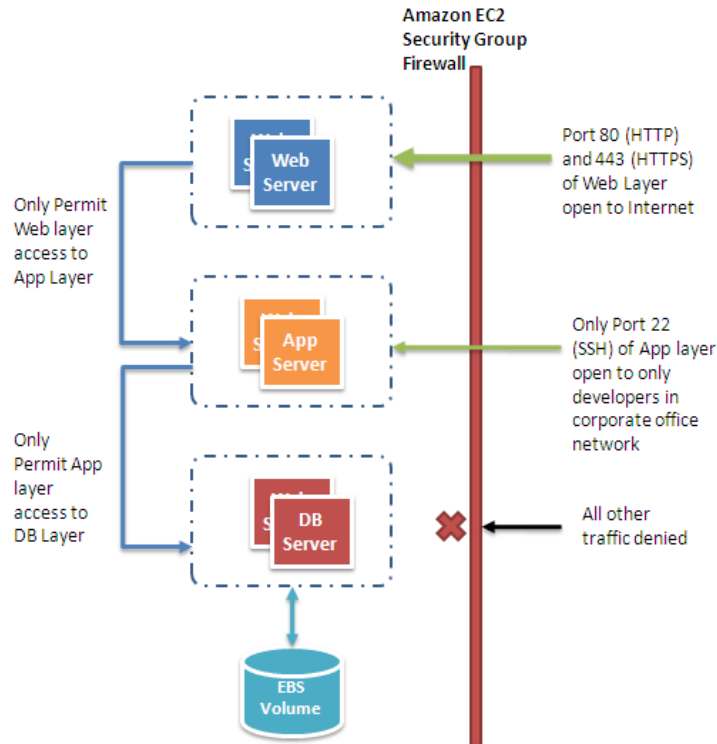 Amazon EC2
Security Group
Firewall
Web
Server
Port 80 (HTTP)
and 443 (HTTPS)
of Web Layer
open to Internet
Only Permit
Web layer
access to
App Layer
App
Server
Only Port 22
(SSH) of App layer
open to only
developers in
corporate office
network
Only
Permit App
layer
access to
DB Layer
DB
Server
All other
traffic denied
EBS
Volume